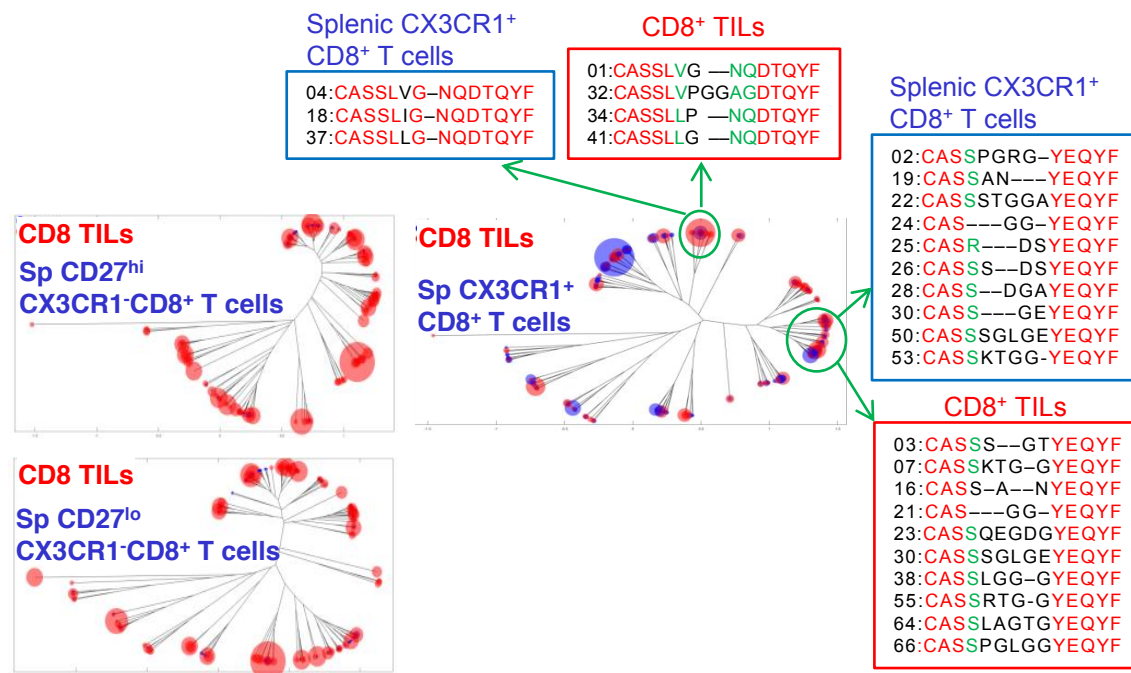 Splenic CX3CR1+
CD8+ T cells
CD8+ TILs
04:CASSLVG–NQDTQYF
18:CASSLIG–NQDTQYF
37:CASSLLG–NQDTQYF
01:CASSLVG ––NQDTQYF
32:CASSLVPGGAGDTQYF
34:CASSLLP ––NQDTQYF
41:CASSLLG ––NQDTQYF
Splenic CX3CR1+
CD8+ T cells
02:CASSPGRG–YEQYF
19:CASSAN–––YEQYF
22:CASSSTGGAYEQYF
24:CAS–––GG–YEQYF
25:CASR–––DSYEQYF
26:CASSS––DSYEQYF
28:CASS––DGAYEQYF
30:CASS–––GEYEQYF
50:CASSSGLGEYEQYF
53:CASSKTGG-YEQYF
CD8 TILs
Sp CD27hi
CX3CR1-CD8+ T cells
CD8 TILs
Sp CX3CR1+
CD8+ T cells
CD8+ TILs
03:CASSS––GTYEQYF
07:CASSKTG–GYEQYF
16:CASS–A––NYEQYF
21:CAS–––GG–YEQYF
23:CASSQEGDGYEQYF
30:CASSSGLGEYEQYF
38:CASSLGG–GYEQYF
55:CASSRTG-GYEQYF
64:CASSLAGTGYEQYF
66:CASSPGLGGYEQYF
CD8 TILs
Sp CD27lo
CX3CR1-CD8+ T cells